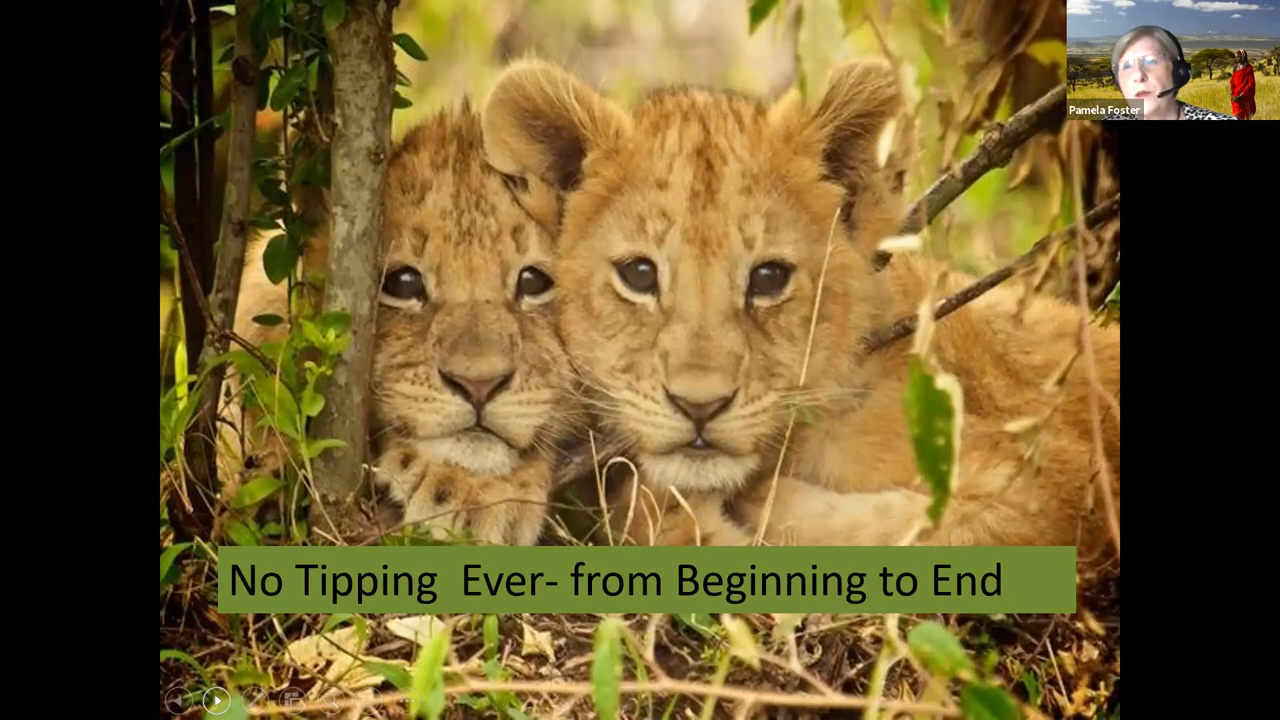 Pamela Foster
No Tipping  Ever- from Beginning to End